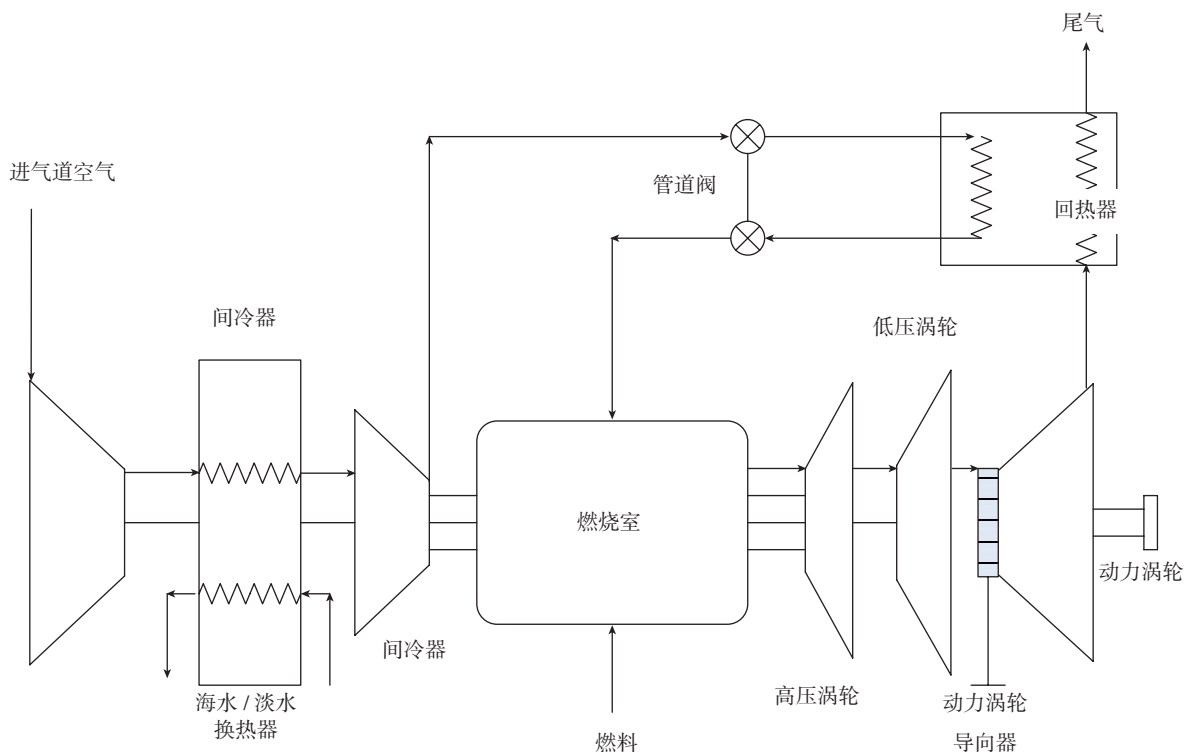 尾气
进气道空气
管道阀
回热器
间冷器
低压涡轮
燃烧室
动力涡轮
间冷器
海水 / 淡水
换热器
高压涡轮
动力涡轮
导向器
燃料